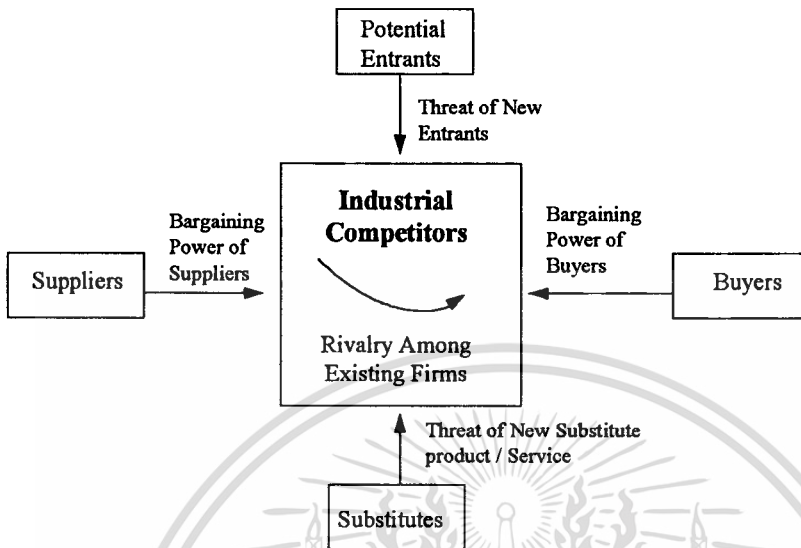 Potential
Entrants
Threat of New
Entrants
Industrial
Competitors
Bargaining
Power of
Suppliers
Bargaining
Power of
Buyers
Suppliers
Buyers
Rivalry Among
Existing Firms
Threat of New Substitute
product / Service
Substitutes